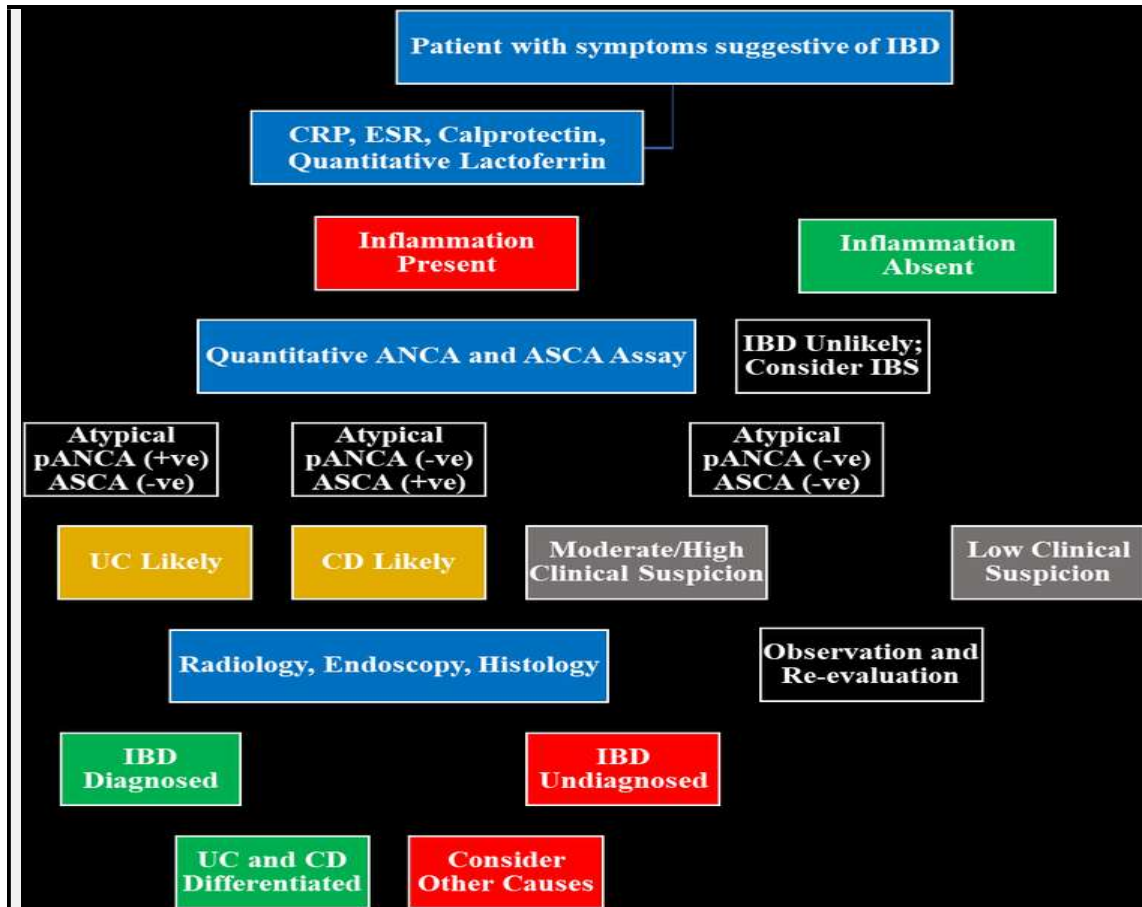 Patient with symptoms suggestive of IBD
CRP, ESR, Calprotectin,
Quantitative Lactoferrin
Inflammation
Present
Inflammation
Absent
Quantitative ANCA and ASCA Assay
IBD Unlikely;
Consider IBS
Atypical
pANCA (+ve)
ASCA (-ve)
Atypical
pANCA (-ve)
ASCA (+ve)
Atypical
pANCA (-ve)
ASCA (-ve)
UC Likely
CD Likely
Moderate/High
Clinical Suspicion
Low Clinical
Suspicion
Radiology, Endoscopy, Histology
Observation and
Re-evaluation
IBD
Diagnosed
IBD
Undiagnosed
UC and CD
Differentiated
Consider
Other Causes